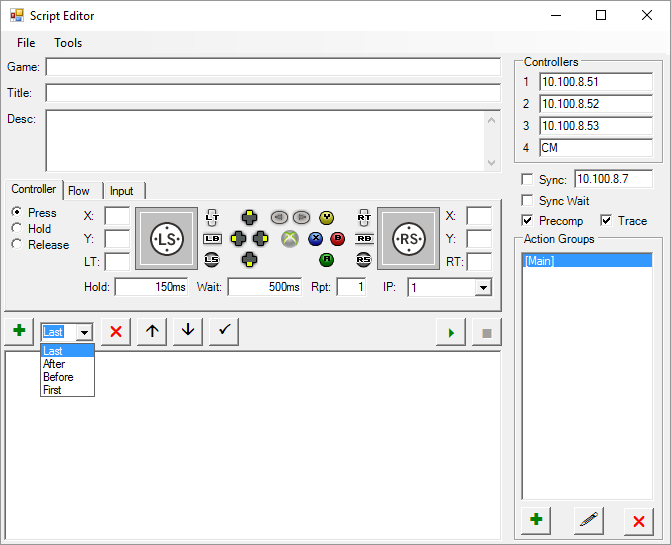 Script Editor
File Tools
Game:
Title:
Desc:
Controller Flow Input
Press
Hold
Release
X:
Y:
LT:
LS
LT
LB
LS
Y
X B
A
RT
RB
RS
RS
X:
Y:
RT:
Hold: 150ms Wait: 500ms Rpt: 1 IP: 1
Last
Last
After
Before
First
Controllers
1 10.100.8.51
2 10.100.8.52
3 10.100.8.53
4 CM
Sync: 10.100.8.7
Sync Wait
Precomp Trace
Action Groups
[Main]